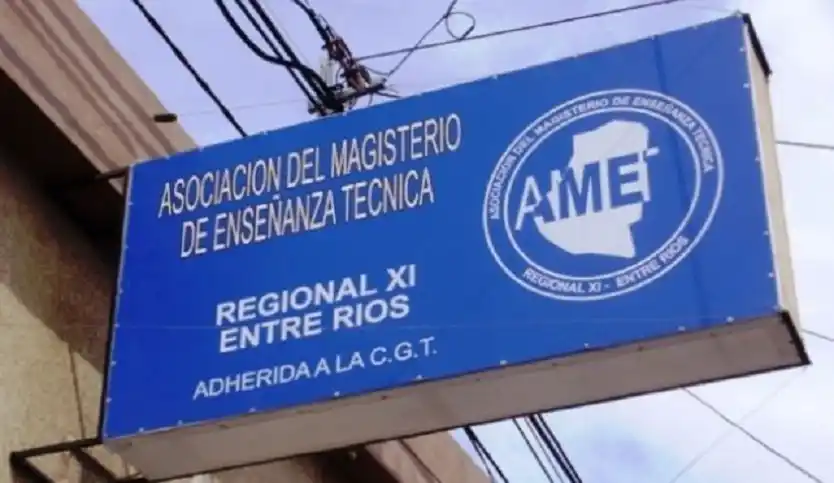 ASOCIACION DEL MAGISTERIO
DE ENSEÑANZA TECNICA
REGIONAL XI
ENTRE RIOS
ADHERIDA A LA C.G.T.
ASOCIACION DEL MAGISTERIO DE ENSEÑANZA TECNICA
AMET
REGIONAL XI - ENTRE RIOS